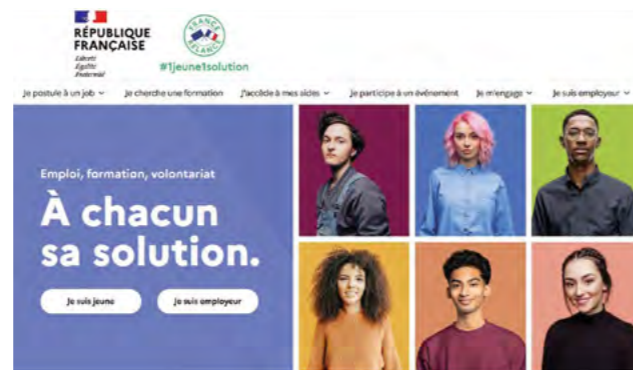 RÉPUBLIQUE
FRANÇAISE
Liberté
Égalité
Fraternité
FRANCE
RELANCE
#1jeune1solution
Je postule à un job
Je cherche une formation
J'accède à mes aides
Je participe à un événement
Je m'engage
Je suis employeur
Emploi, formation, volontariat
À chacun
sa solution.
Je suis jeune
Je suis employeur